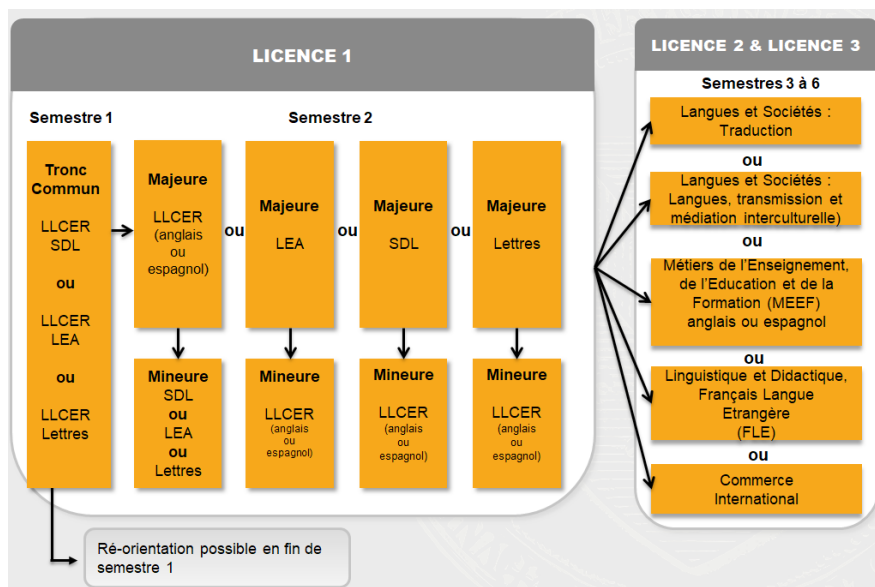 LICENCE 1
Semestre 1
Semestre 2
Tronc
Commun
LLCER
SDL
ou
LLCER
LEA
ou
LLCER
Lettres
Majeure
LLCER
(anglais
ou
espagnol)
ou
Majeure
LEA
ou
Majeure
SDL
ou
Majeure
Lettres
Mineure
SDL
ou
LEA
ou
Lettres
Mineure
LLCER
(anglais
ou
espagnol)
Mineure
LLCER
(anglais
ou
espagnol)
Mineure
LLCER
(anglais
ou
espagnol)
Ré-orientation possible en fin de
semestre 1
LICENCE 2 & LICENCE 3
Semestres 3 à 6
Langues et Sociétés :
Traduction
ou
Langues et Sociétés :
Langues, transmission et
médiation interculturelle)
ou
Métiers de l'Enseignement,
de l'Education et de la
Formation (MEEF)
anglais ou espagnol
ou
Linguistique et Didactique,
Français Langue
Etrangère
(FLE)
ou
Commerce
International